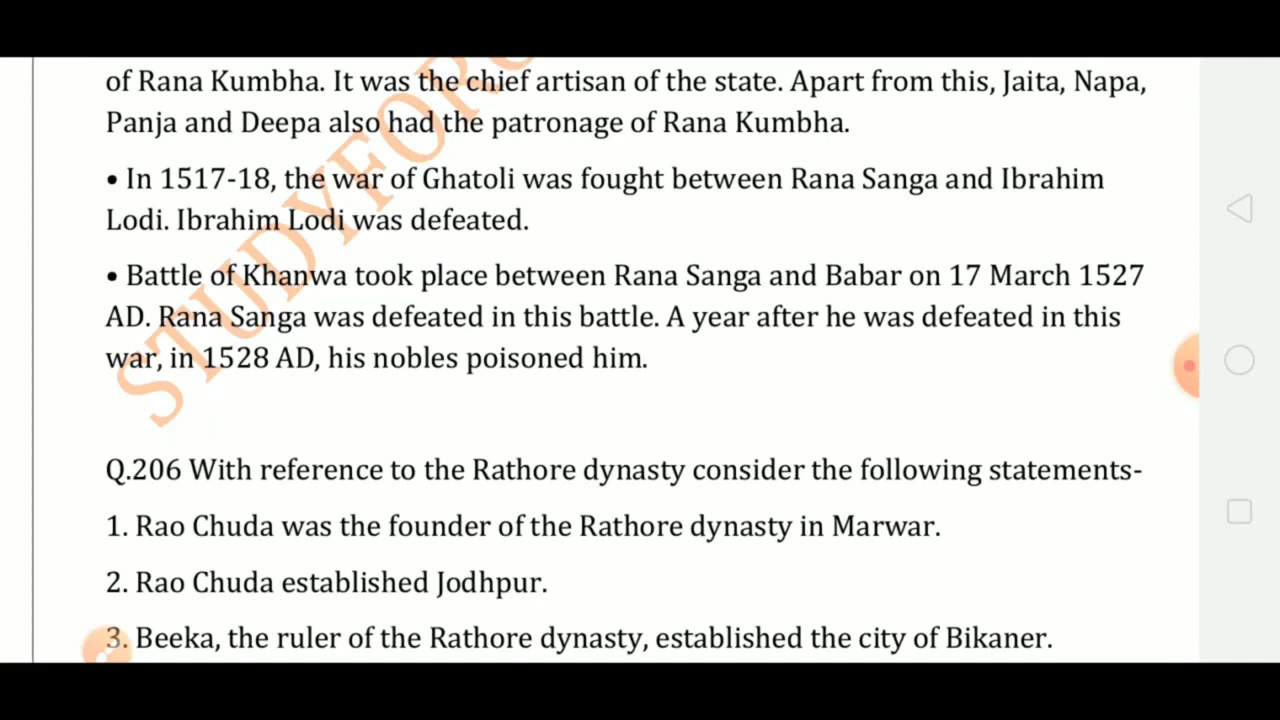 of Rana Kumbha. It was the chief artisan of the state. Apart from this, Jaita, Napa,
Panja and Deepa also had the patronage of Rana Kumbha.
• In 1517-18, the war of Ghatoli was fought between Rana Sanga and Ibrahim
Lodi. Ibrahim Lodi was defeated.
• Battle of Khanwa took place between Rana Sanga and Babar on 17 March 1527
AD. Rana Sanga was defeated in this battle. A year after he was defeated in this
war, in 1528 AD, his nobles poisoned him.
Q.206 With reference to the Rathore dynasty consider the following statements-
1. Rao Chuda was the founder of the Rathore dynasty in Marwar.
2. Rao Chuda established Jodhpur.
3. Beeka, the ruler of the Rathore dynasty, established the city of Bikaner.
STUDYFOR